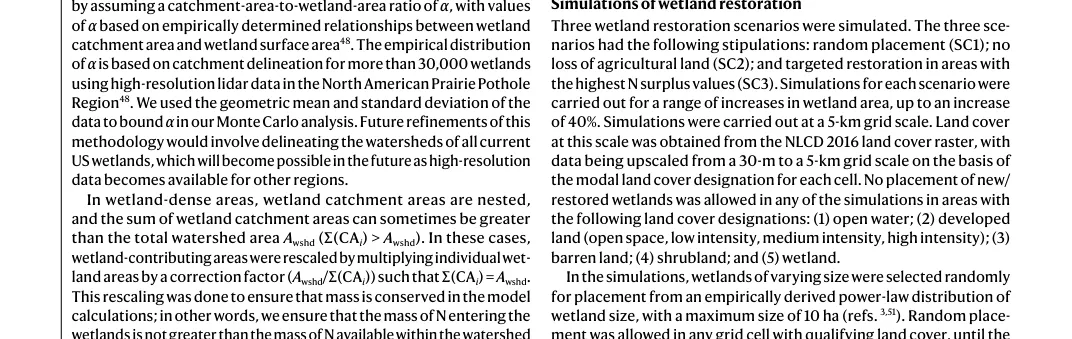 by assuming a catchment-area-to-wetland-area ratio of α, with values
of α based on empirically determined relationships between wetland
catchment area and wetland surface area48. The empirical distribution
of α is based on catchment delineation for more than 30,000 wetlands
using high-resolution lidar data in the North American Prairie Pothole
Region48. We used the geometric mean and standard deviation of the
data to bound α in our Monte Carlo analysis. Future refinements of this
methodology would involve delineating the watersheds of all current
US wetlands, which will become possible in the future as high-resolution
data becomes available for other regions.
In wetland-dense areas, wetland catchment areas are nested,
and the sum of wetland catchment areas can sometimes be greater
than the total watershed area Awshd (Σ(CAi) > Awshd). In these cases,
wetland-contributing areas were rescaled by multiplying individual wet-
land areas by a correction factor (Awshd/Σ(CAi)) such that Σ(CAi) = Awshd.
This rescaling was done to ensure that mass is conserved in the model
calculations; in other words, we ensure that the mass of N entering the
wetlands is not greater than the mass of N available within the watershed
Simulations of wetland restoration
Three wetland restoration scenarios were simulated. The three sce-
narios had the following stipulations: random placement (SC1); no
loss of agricultural land (SC2); and targeted restoration in areas with
the highest N surplus values (SC3). Simulations for each scenario were
carried out for a range of increases in wetland area, up to an increase
of 40%. Simulations were carried out at a 5-km grid scale. Land cover
at this scale was obtained from the NLCD 2016 land cover raster, with
data being upscaled from a 30-m to a 5-km grid scale on the basis of
the modal land cover designation for each cell. No placement of new/
restored wetlands was allowed in any of the simulations in areas with
the following land cover designations: (1) open water; (2) developed
land (open space, low intensity, medium intensity, high intensity); (3)
barren land; (4) shrubland; and (5) wetland.
In the simulations, wetlands of varying size were selected randomly
for placement from an empirically derived power-law distribution of
wetland size, with a maximum size of 10 ha (refs. 3,51). Random place-
ment was allowed in any grid cell with qualifying land cover, until the